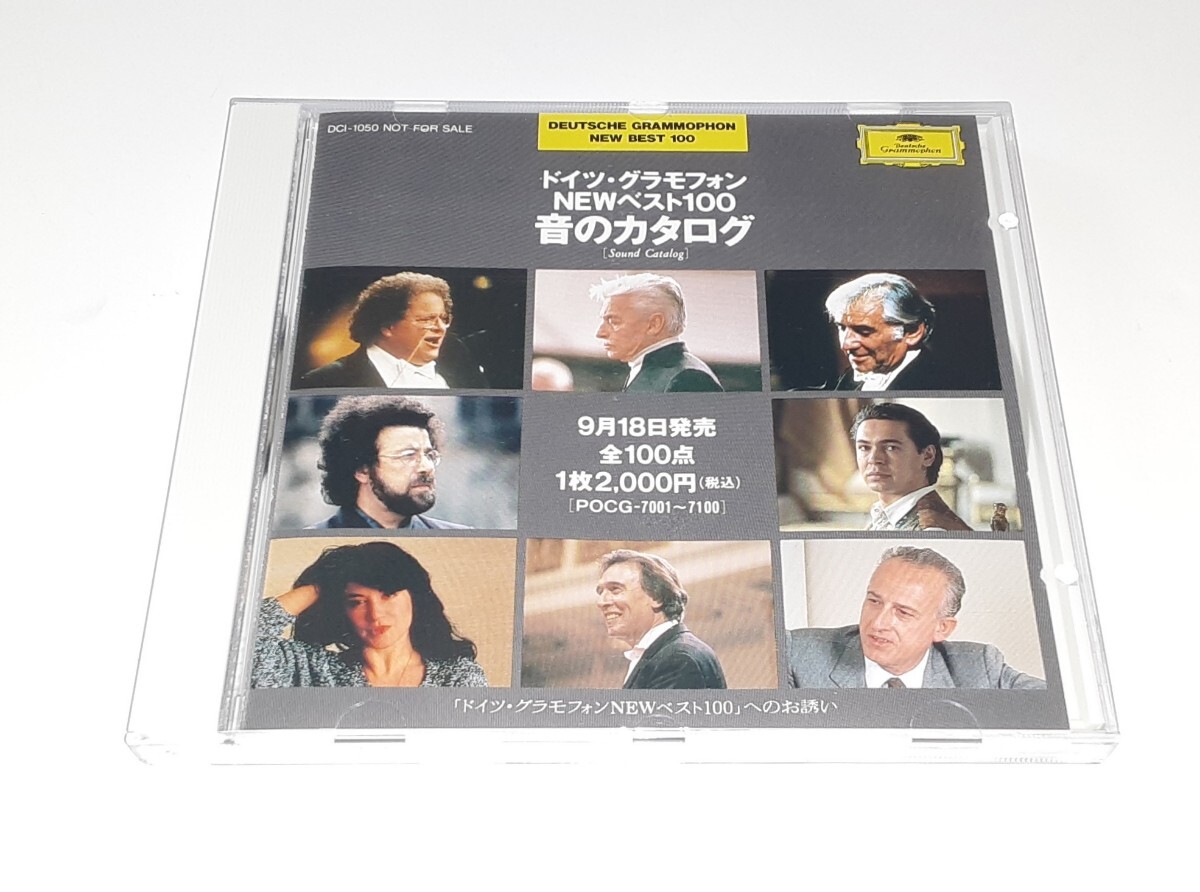 DCI-1050 NOT FOR SALE
DEUTSCHE GRAMMOPHON
NEW BEST 100
Deutsche
Grammophon
ドイツ・グラモフォン
NEWベスト100
音のカタログ
[Sound Catalog]
9月18日発売
全100点
1枚2,000円(税込)
[POCG-7001〜7100]
「ドイツ・グラモフォンNEWベスト100」へのお誘い